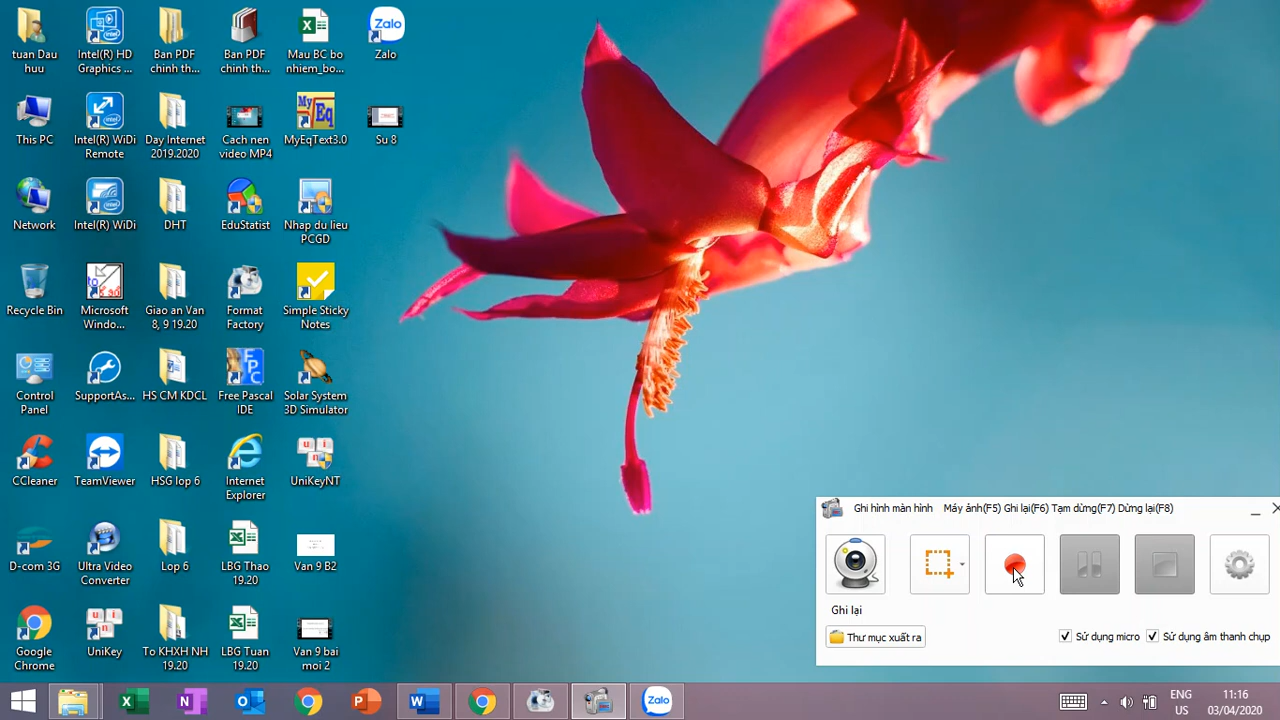 tuan Dau
huu
Intel(R) HD
Graphics ...
Ban PDF
chinh th...
Ban PDF
chinh th...
Mau BC bo
nhiem_bo...
Zalo
Zalo
This PC
Intel(R) WiDi
Remote
Day Internet
2019.2020
Cach nen
video MP4
My
Eq
MyEqText3.0
Su 8
Network
Intel(R) WiDi
DHT
EduStatist
Nhap du lieu
PCGD
Recycle Bin
Microsoft
Windo...
Giao an Van
8, 9 19.20
Format
Factory
Simple Sticky
Notes
Control
Panel
SupportAs...
HS CM KDCL
FPC
Free Pascal
IDE
Solar System
3D Simulator
CCleaner
TeamViewer
HSG lop 6
Internet
Explorer
UniKeyNT
D-com 3G
Ultra Video
Converter
Lop 6
LBG Thao
19.20
Van 9 B2
Google
Chrome
UniKey
To KHXH NH
19.20
LBG Tuan
19.20
Van 9 bai
moi 2
Ghi hình màn hình Máy ảnh(F5) Ghi lại(F6) Tạm dừng(F7) Dừng lại(F8)
Ghi lại
Thư mục xuất ra
Sử dụng micro
Sử dụng âm thanh chụp
Zalo
ENG
US
11:16
03/04/2020